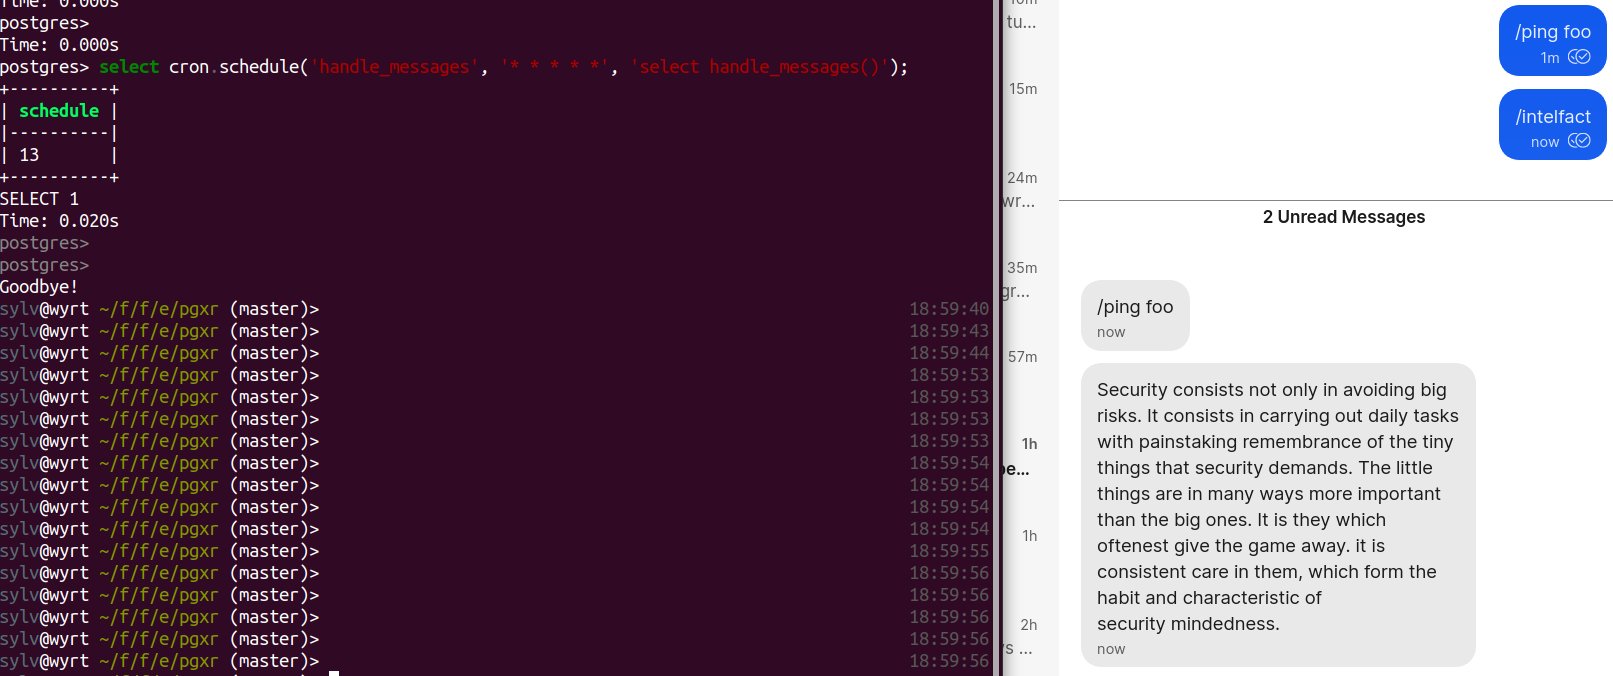 Time: 0.000s
postgres>
Time: 0.000s
postgres> select cron.schedule('handle_messages', '* * * * *', 'select handle_messages()');
+----------+
| schedule |
|----------|
| 13       |
+----------+
SELECT 1
Time: 0.020s
postgres>
postgres>
Goodbye!
sylv@wyrt ~/f/f/e/pgxr (master)> 18:59:40
sylv@wyrt ~/f/f/e/pgxr (master)> 18:59:43
sylv@wyrt ~/f/f/e/pgxr (master)> 18:59:44
sylv@wyrt ~/f/f/e/pgxr (master)> 18:59:53
sylv@wyrt ~/f/f/e/pgxr (master)> 18:59:53
sylv@wyrt ~/f/f/e/pgxr (master)> 18:59:53
sylv@wyrt ~/f/f/e/pgxr (master)> 18:59:53
sylv@wyrt ~/f/f/e/pgxr (master)> 18:59:54
sylv@wyrt ~/f/f/e/pgxr (master)> 18:59:54
sylv@wyrt ~/f/f/e/pgxr (master)> 18:59:54
sylv@wyrt ~/f/f/e/pgxr (master)> 18:59:54
sylv@wyrt ~/f/f/e/pgxr (master)> 18:59:55
sylv@wyrt ~/f/f/e/pgxr (master)> 18:59:56
sylv@wyrt ~/f/f/e/pgxr (master)> 18:59:56
sylv@wyrt ~/f/f/e/pgxr (master)> 18:59:56
sylv@wyrt ~/f/f/e/pgxr (master)> 18:59:56
sylv@wyrt ~/f/f/e/pgxr (master)> 18:59:56
tu...
15m
24m
wr...
35m
gr...
57m
1h
1h
2h
/ping foo
1m
/intelfact
now
2 Unread Messages
/ping foo
now
Security consists not only in avoiding big
risks. It consists in carrying out daily tasks
with painstaking remembrance of the tiny
things that security demands. The little
things are in many ways more important
than the big ones. It is they which
oftenest give the game away. it is
consistent care in them, which form the
habit and characteristic of
security mindedness.
now